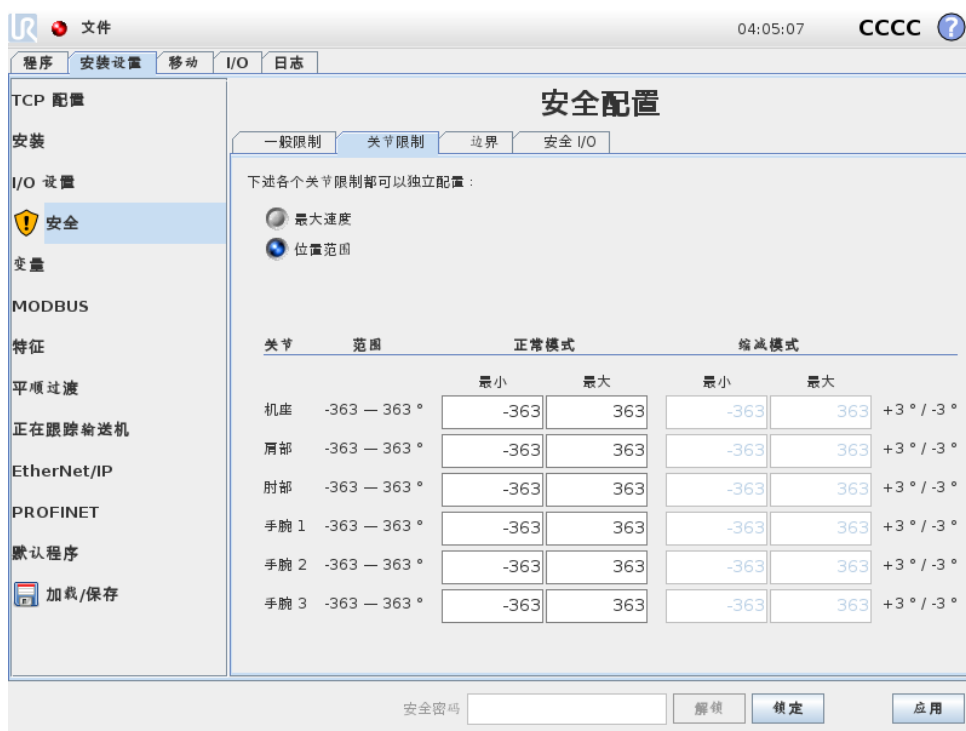 UR 文件 04:05:07 CCCC ?
程序 安装设置 移动 I/O 日志
TCP 配置
安装
I/O 设置
安全
变量
MODBUS
特征
平顺过渡
正在跟踪输送机
EtherNet/IP
PROFINET
默认程序
加载/保存
安全配置
一般限制 关节限制 边界 安全 I/O
下述各个关节限制都可以独立配置：
最大速度
位置范围
关节 范围 正常模式 缩减模式
最小 最大 最小 最大
机座 -363 — 363 ° -363 363 -363 363 +3 ° / -3 °
肩部 -363 — 363 ° -363 363 -363 363 +3 ° / -3 °
肘部 -363 — 363 ° -363 363 -363 363 +3 ° / -3 °
手腕 1 -363 — 363 ° -363 363 -363 363 +3 ° / -3 °
手腕 2 -363 — 363 ° -363 363 -363 363 +3 ° / -3 °
手腕 3 -363 — 363 ° -363 363 -363 363 +3 ° / -3 °
安全密码 解锁 锁定 应用